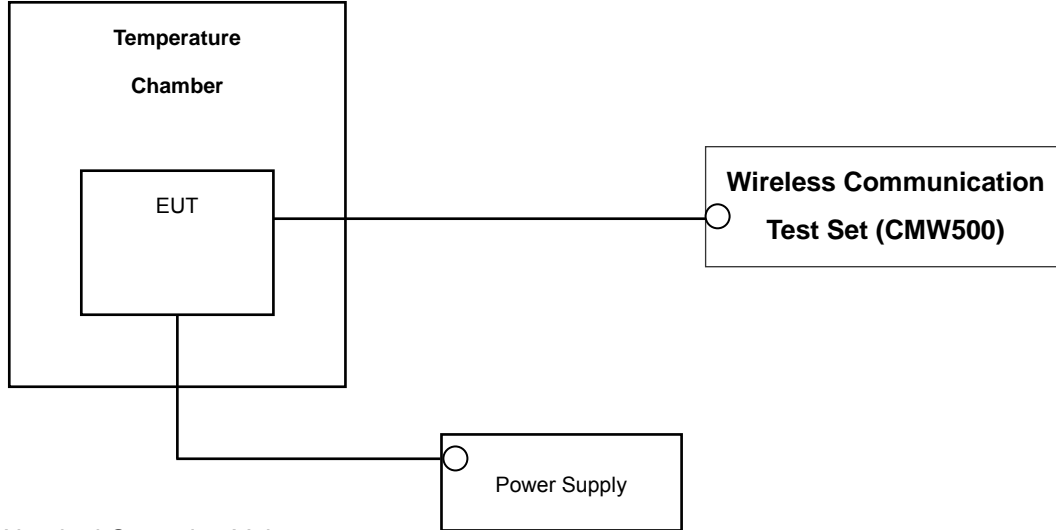 Temperature
Chamber
EUT
Wireless Communication
Test Set (CMW500)
Power Supply